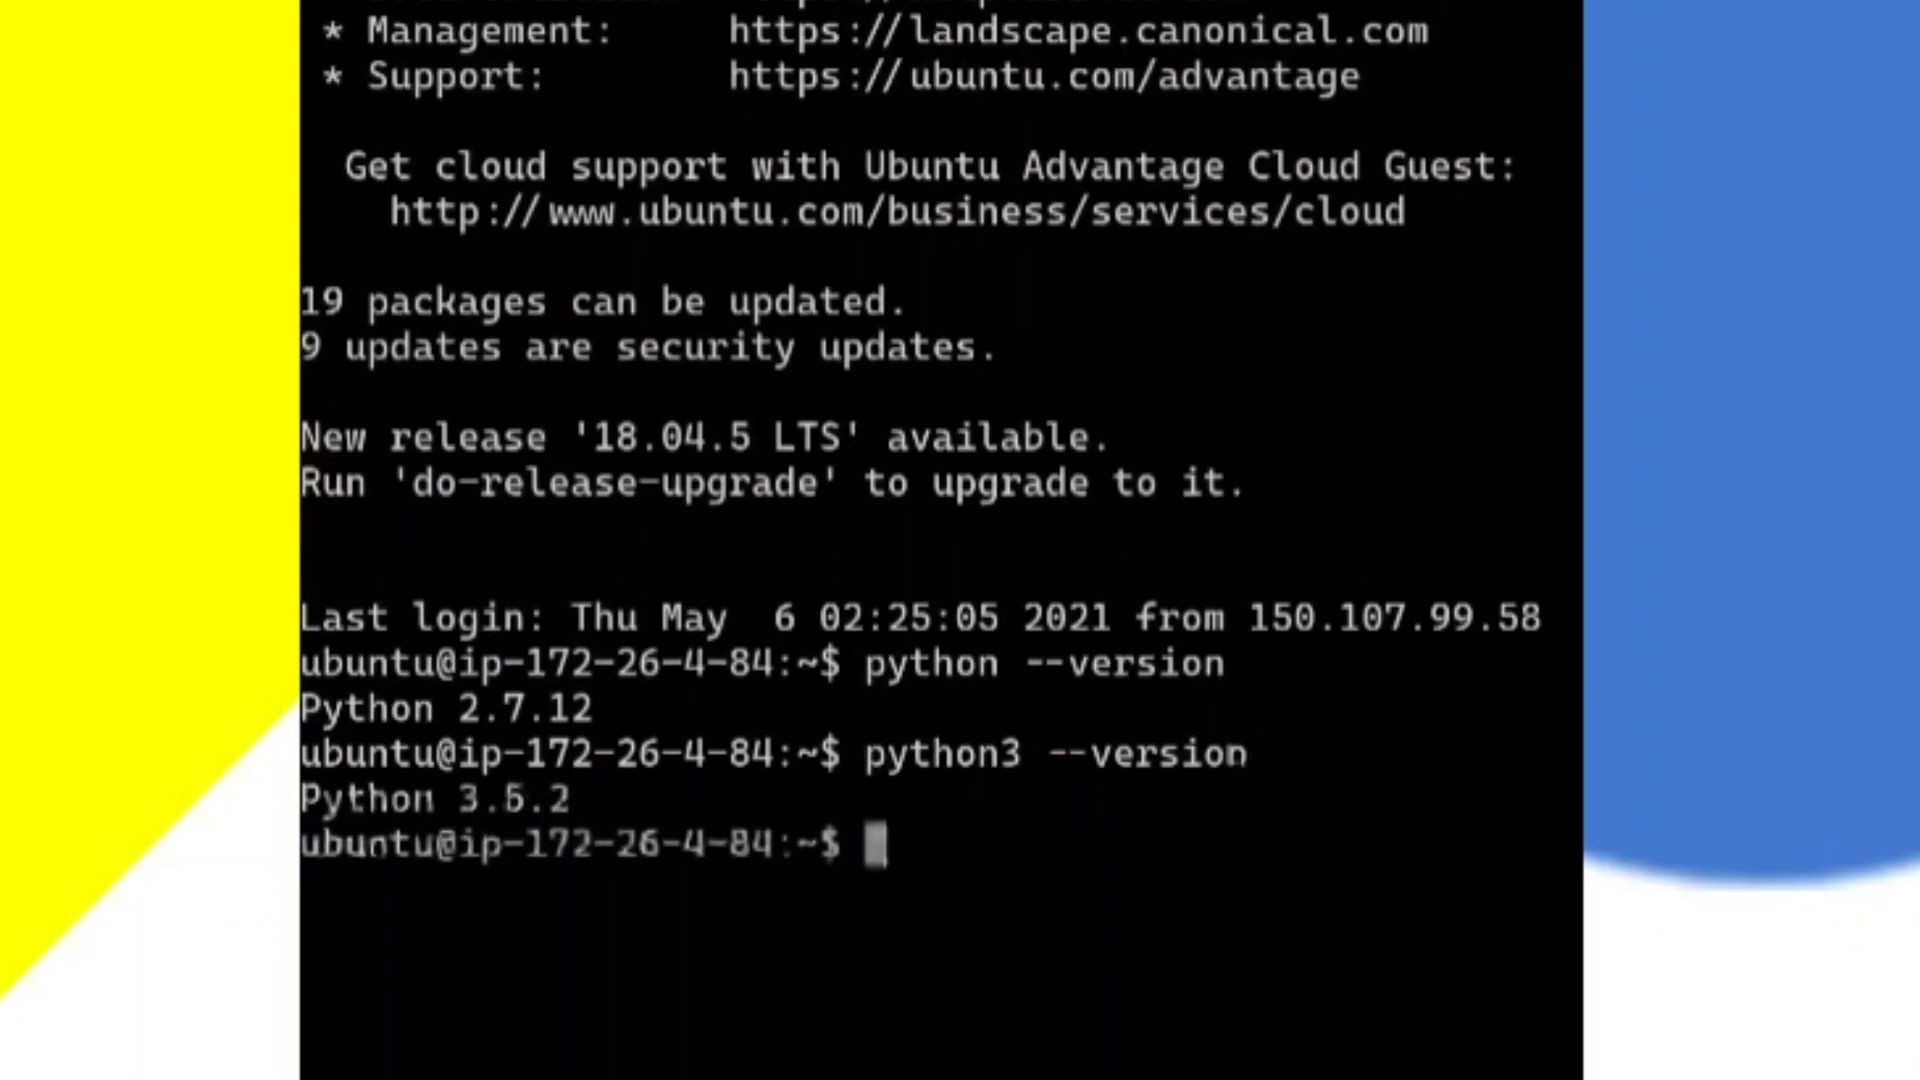 * Management: https://landscape.canonical.com
* Support: https://ubuntu.com/advantage
Get cloud support with Ubuntu Advantage Cloud Guest:
http://www.ubuntu.com/business/services/cloud
19 packages can be updated.
9 updates are security updates.
New release '18.04.5 LTS' available.
Run 'do-release-upgrade' to upgrade to it.
Last login: Thu May  6 02:25:05 2021 from 150.107.99.58
ubuntu@ip-172-26-4-84:~$ python --version
Python 2.7.12
ubuntu@ip-172-26-4-84:~$ python3 --version
Python 3.5.2
ubuntu@ip-172-26-4-84:~$